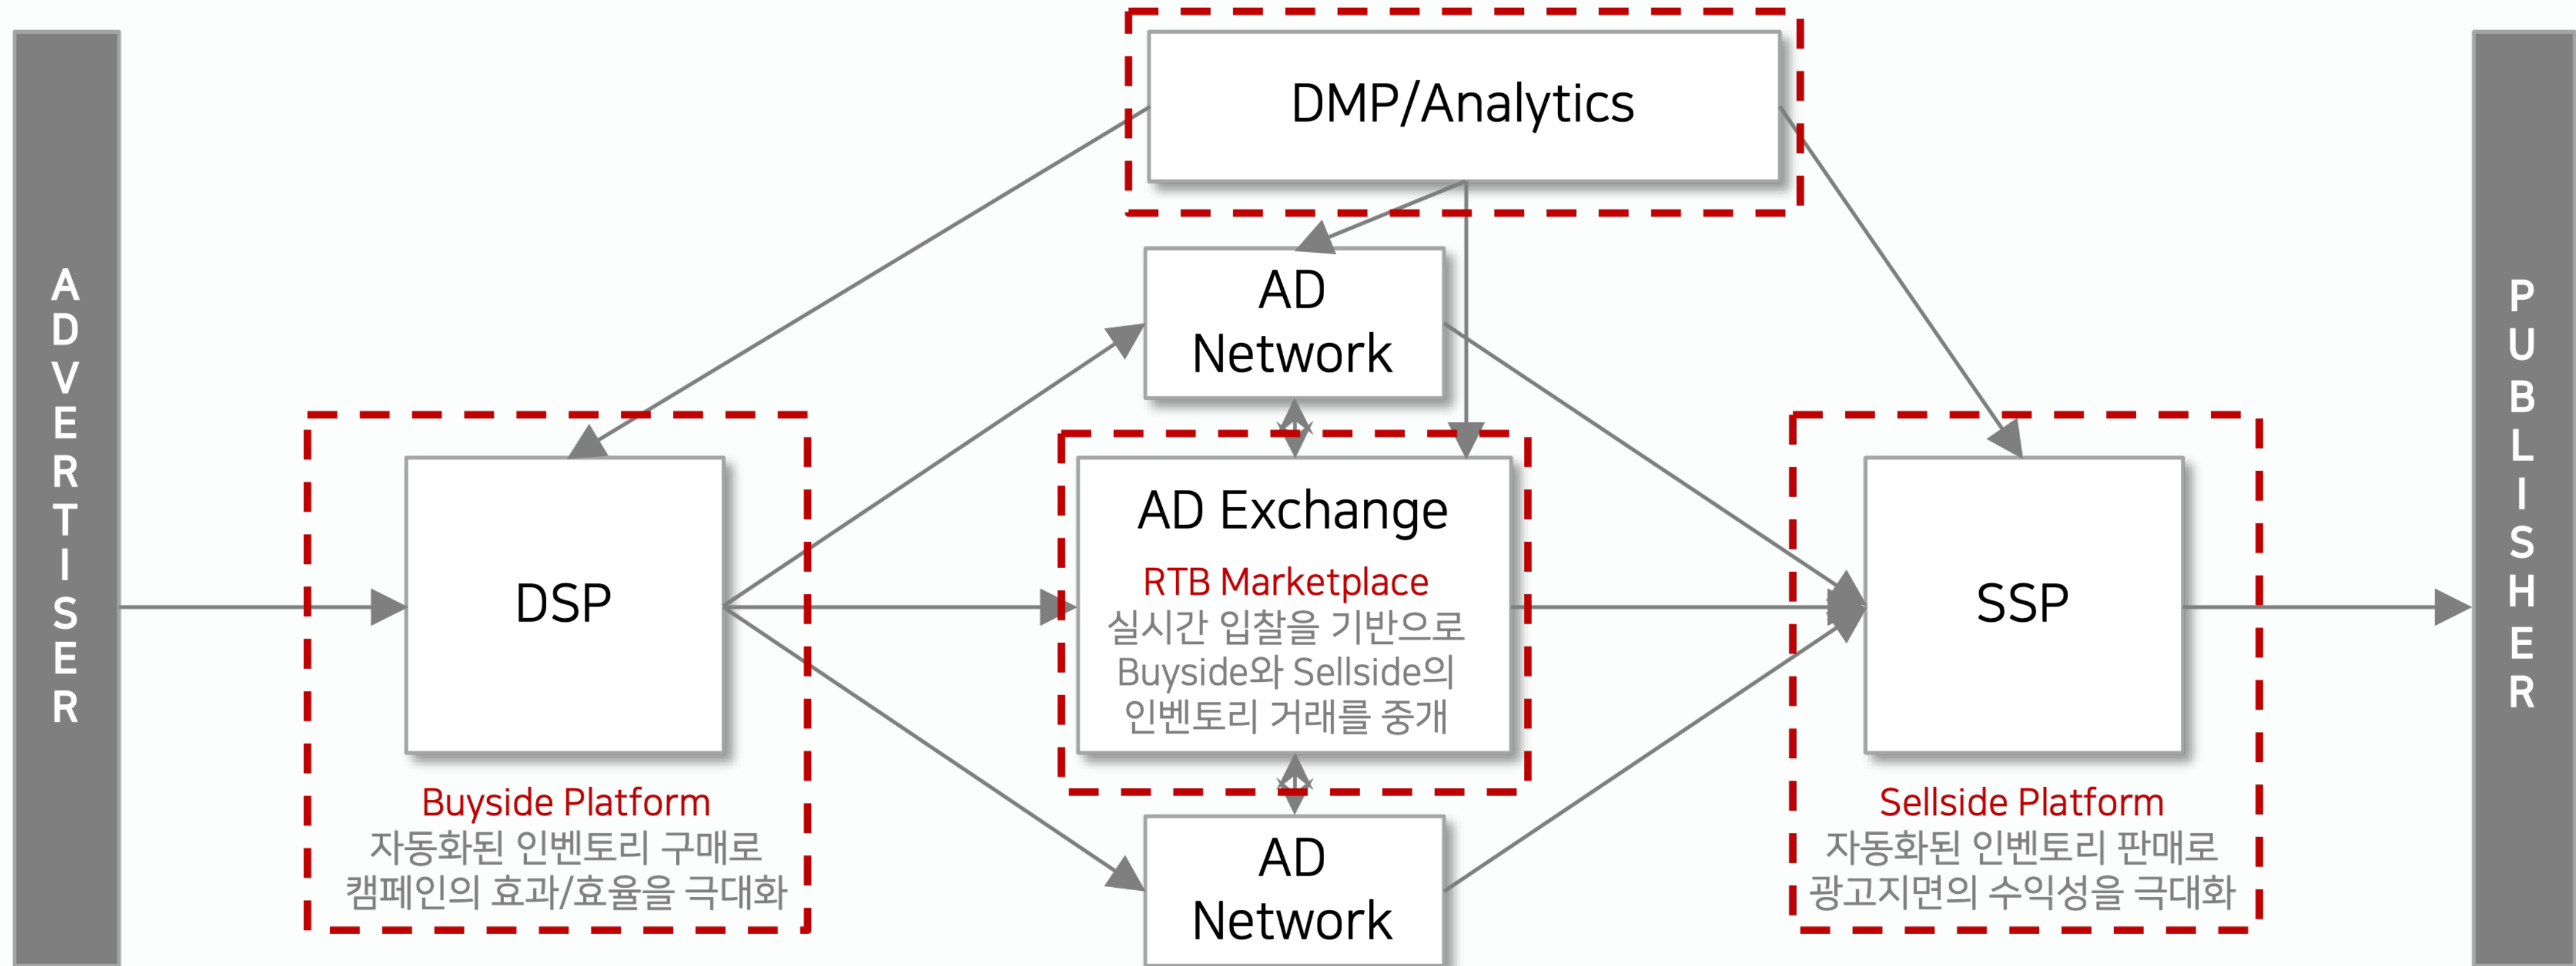 ADVERTISER
DMP/Analytics
AD
Network
DSP
Buyside Platform
자동화된 인벤토리 구매로
캠페인의 효과/효율을 극대화
AD Exchange
RTB Marketplace
실시간 입찰을 기반으로
Buyside와 Sellside의
인벤토리 거래를 중개
AD
Network
SSP
Sellside Platform
자동화된 인벤토리 판매로
광고지면의 수익성을 극대화
PUBLISHER